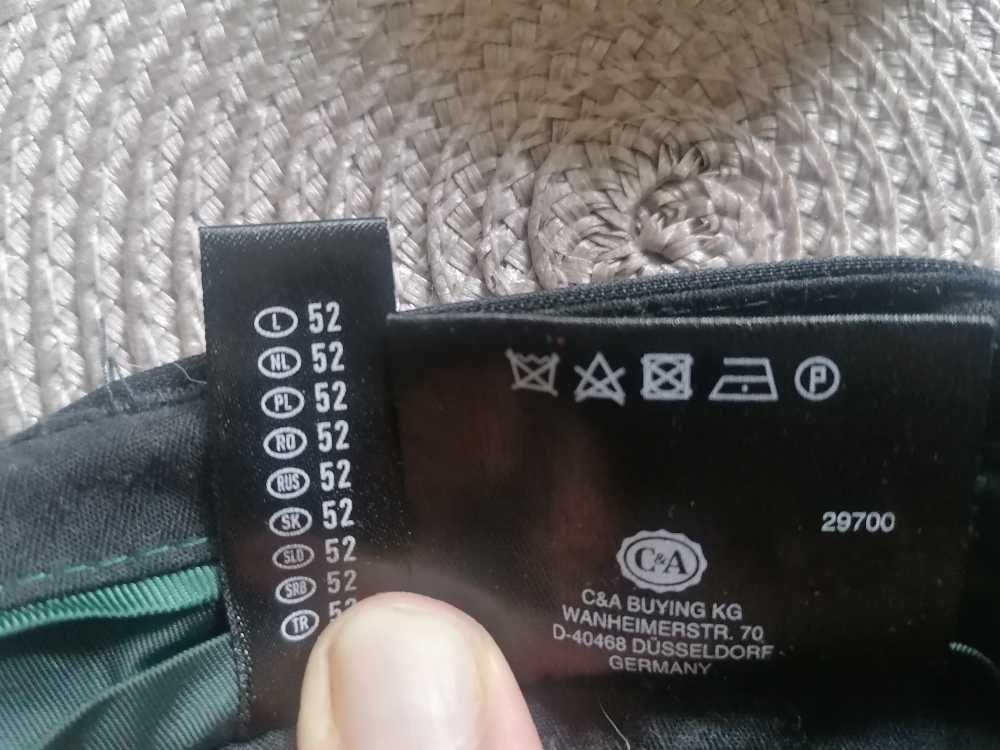 L 52
NL 52
PL 52
RO 52
RUS 52
SK 52
SLO 52
SRB 52
TR 52
P
29700
C&A
C&A BUYING KG
WANHEIMERSTR. 70
D-40468 DÜSSELDORF
GERMANY